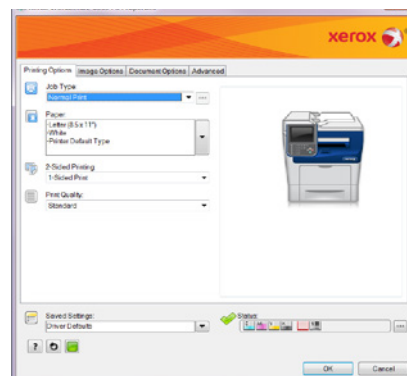 xerox
Printing Options Image Options Document Options Advanced
Job Type
Normal Print
Paper:
-Letter (8.5 x 11")
-White
-Printer Default Type
2-Sided Printing
1-Sided Print
Print Quality:
Standard
Saved Settings:
Driver Defaults
Status:
?
OK Cancel